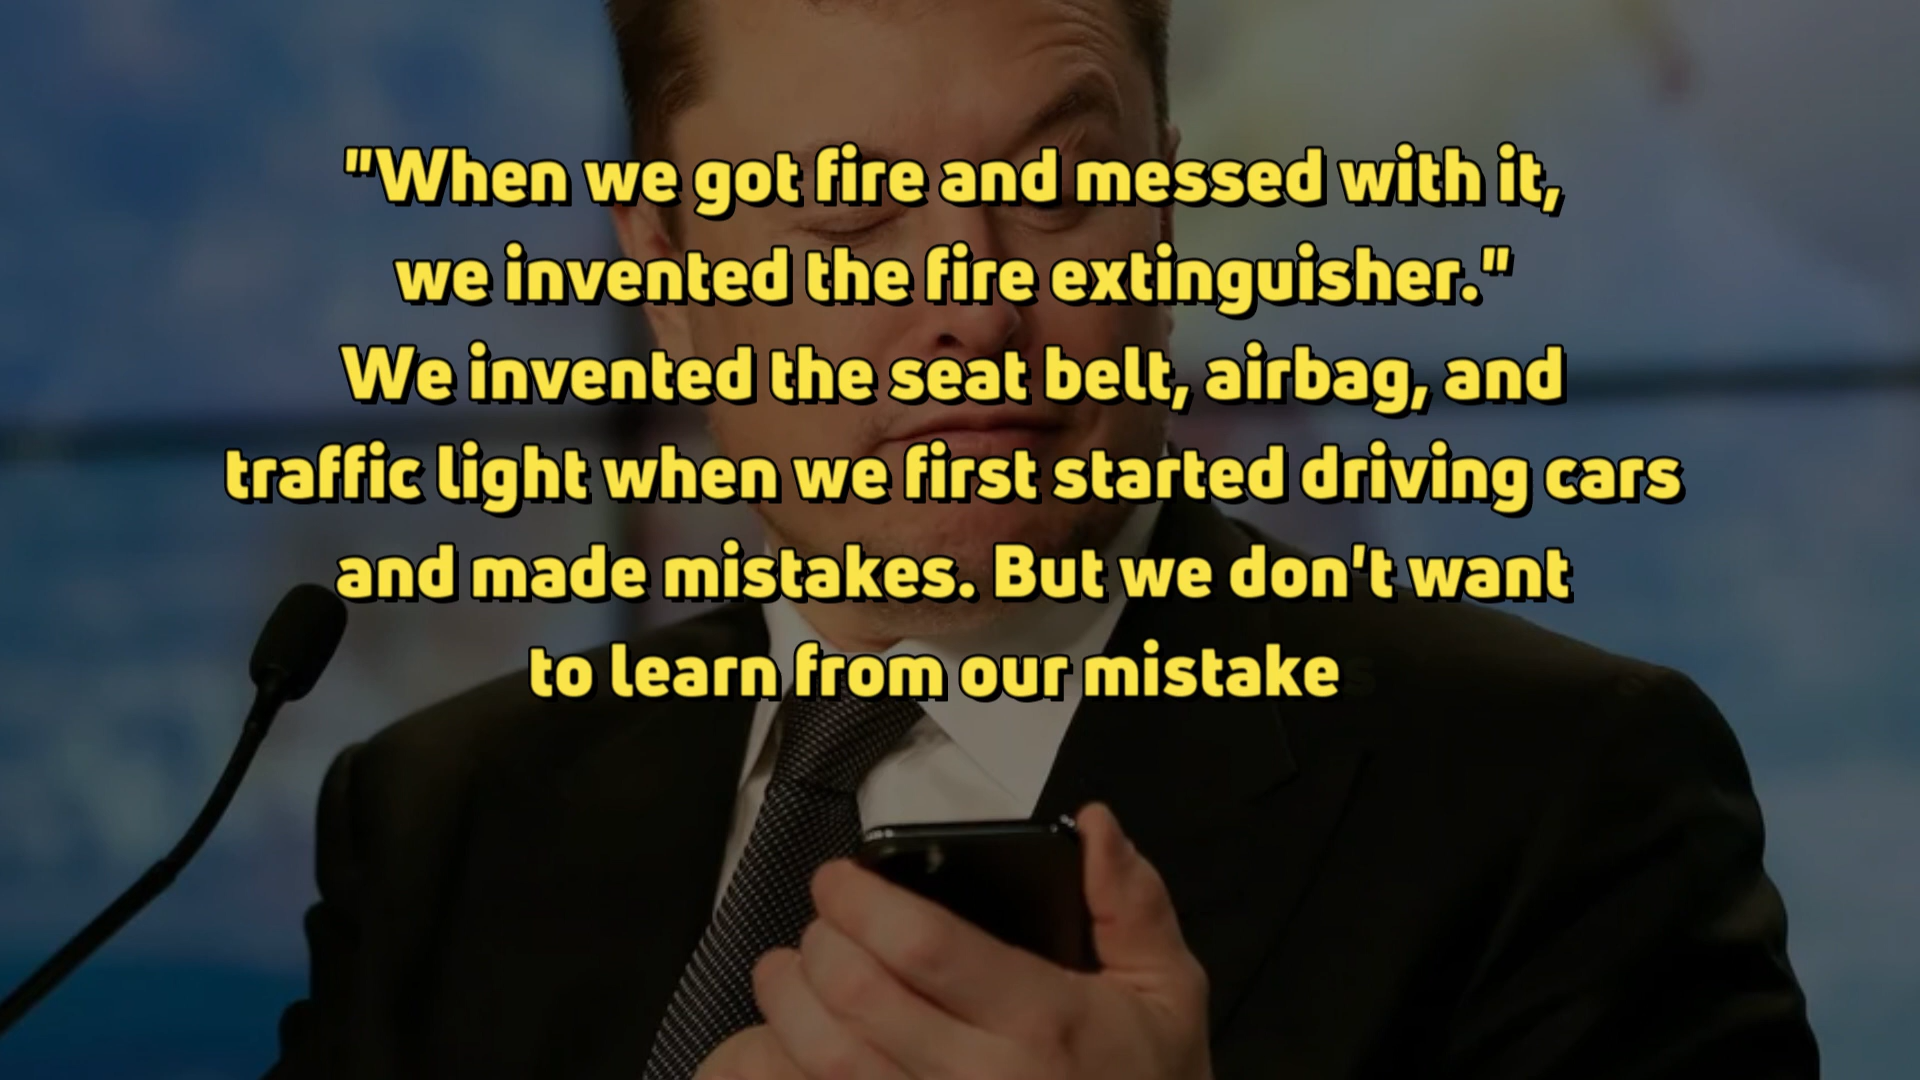 "When we got fire and messed with it,
we invented the fire extinguisher."
We invented the seat belt, airbag, and
traffic light when we first started driving cars
and made mistakes. But we don't want
to learn from our mistakes